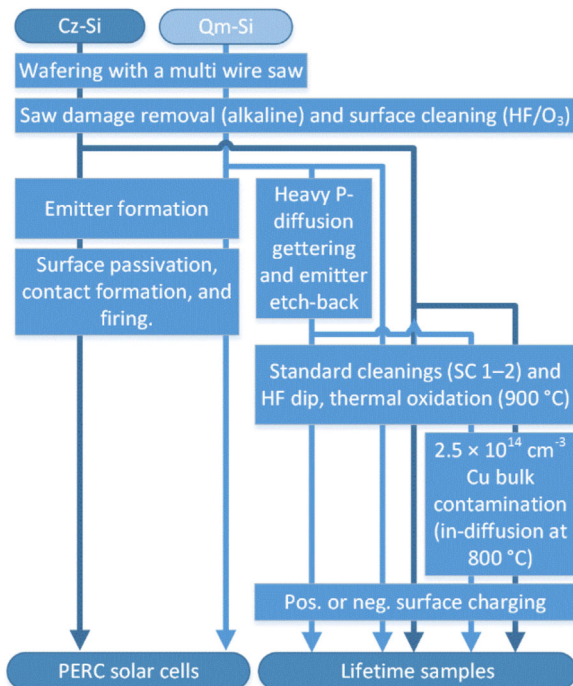 Cz-Si
Qm-Si
Wafering with a multi wire saw
Saw damage removal (alkaline) and surface cleaning (HF/O₃)
Emitter formation
Surface passivation,
contact formation, and
firing.
Heavy P-
diffusion
gettering
and emitter
etch-back
Standard cleanings (SC 1–2) and
HF dip, thermal oxidation (900 °C)
2.5 × 10¹⁴ cm⁻³
Cu bulk
contamination
(in-diffusion at
800 °C)
Pos. or neg. surface charging
PERC solar cells
Lifetime samples